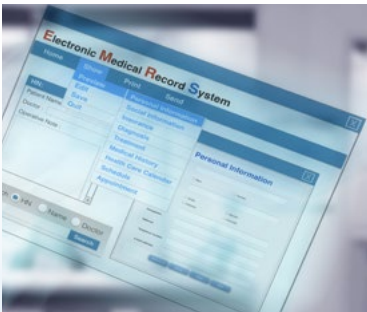 Electronic Medical Record System
Home
Show
Print
Send
Preview
Edit
Save
Quit
Personal Information
Social Information
Insurance
Diagnosis
Treatment
Medical History
Health Care Calender
Schedule
Appointment
HN
Patient Name
Doctor
Operative Note
HN
Name
Doctor
Search
Personal Information